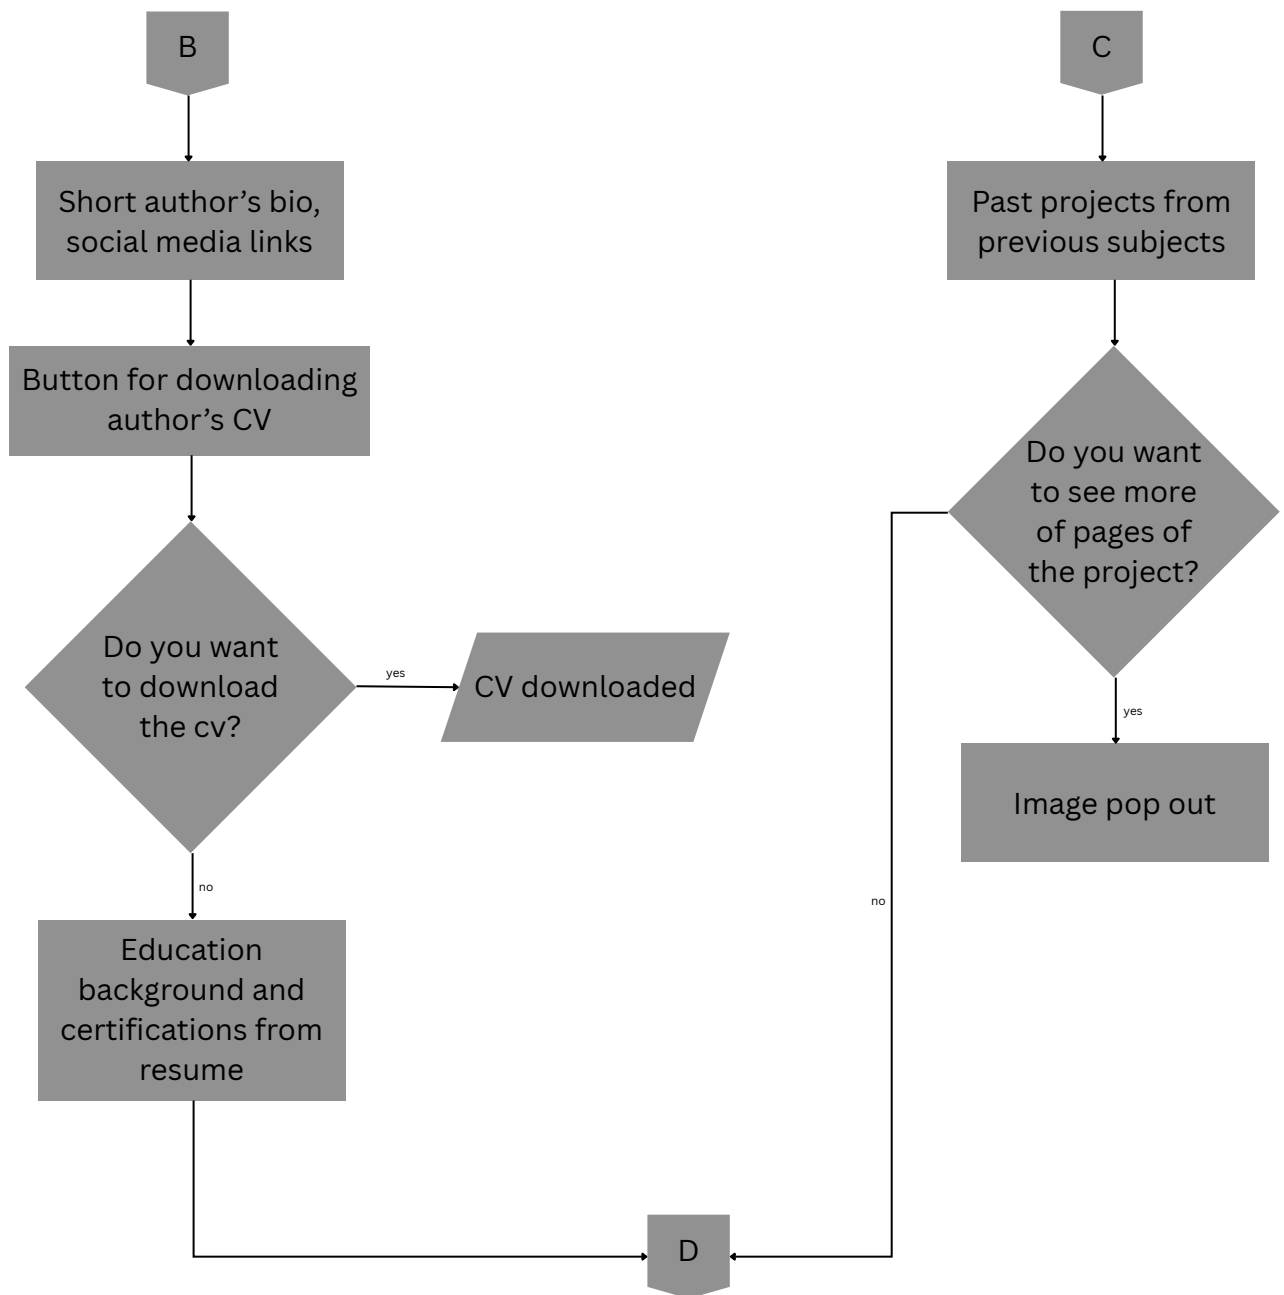 B
Short author’s bio,
social media links
Button for downloading
author’s CV
Do you want
to download
the cv?
yes
CV downloaded
no
Education
background and
certifications from
resume
C
Past projects from
previous subjects
Do you want
to see more
of pages of
the project?
yes
Image pop out
no
D